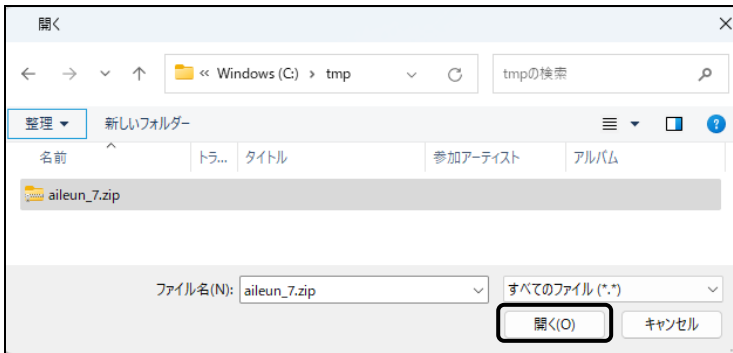 開く
« Windows (C:) › tmp
tmpの検索
整理 新しいフォルダー
名前 トラ... タイトル 参加アーティスト アルバム
aileun_7.zip
ファイル名(N): aileun_7.zip すべてのファイル (*.*)
開く(O) キャンセル